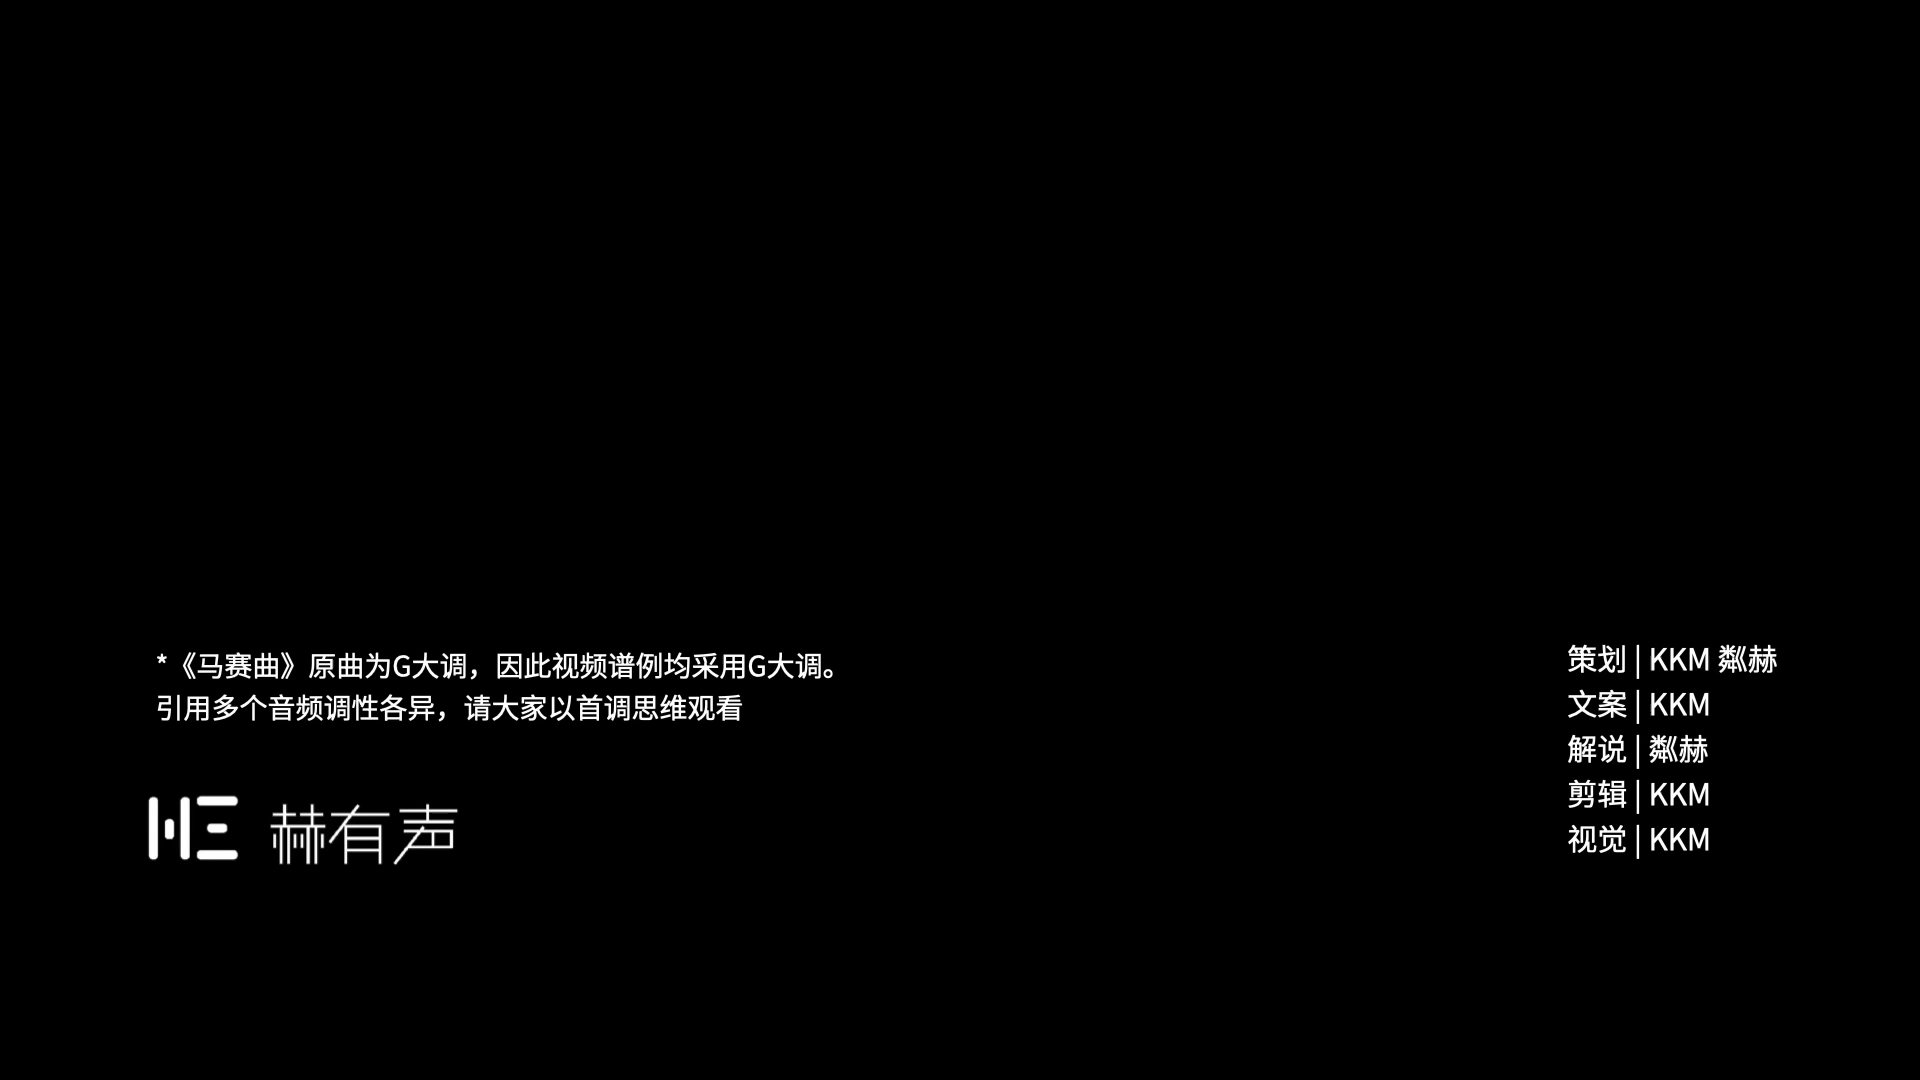 *《马赛曲》原曲为G大调，因此视频谱例均采用G大调。
引用多个音频调性各异，请大家以首调思维观看
HE 赫有声
策划 | KKM 粼赫
文案 | KKM
解说 | 粼赫
剪辑 | KKM
视觉 | KKM